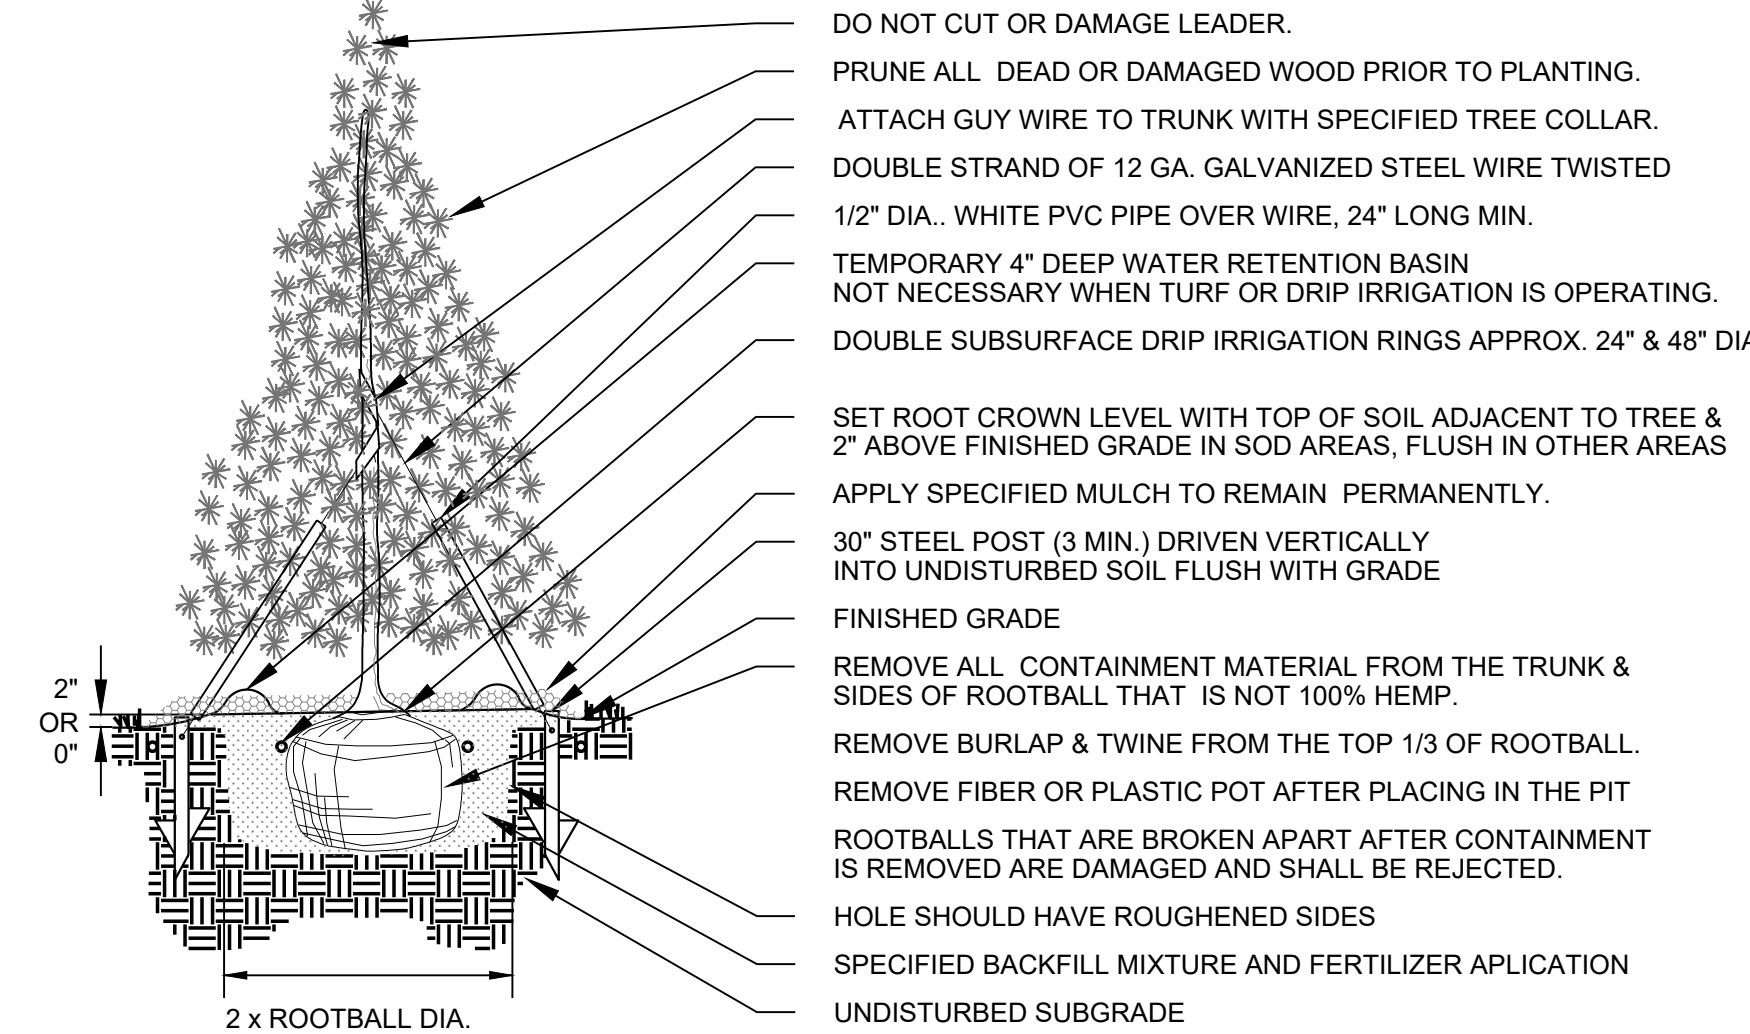 DO NOT CUT OR DAMAGE LEADER.
PRUNE ALL DEAD OR DAMAGED WOOD PRIOR TO PLANTING.
ATTACH GUY WIRE TO TRUNK WITH SPECIFIED TREE COLLAR.
DOUBLE STRAND OF 12 GA. GALVANIZED STEEL WIRE TWISTED
1/2" DIA.. WHITE PVC PIPE OVER WIRE, 24" LONG MIN.
TEMPORARY 4" DEEP WATER RETENTION BASIN
NOT NECESSARY WHEN TURF OR DRIP IRRIGATION IS OPERATING.
DOUBLE SUBSURFACE DRIP IRRIGATION RINGS APPROX. 24" & 48" DIA
SET ROOT CROWN LEVEL WITH TOP OF SOIL ADJACENT TO TREE &
2" ABOVE FINISHED GRADE IN SOD AREAS, FLUSH IN OTHER AREAS
APPLY SPECIFIED MULCH TO REMAIN PERMANENTLY.
30" STEEL POST (3 MIN.) DRIVEN VERTICALLY
INTO UNDISTURBED SOIL FLUSH WITH GRADE
FINISHED GRADE
REMOVE ALL CONTAINMENT MATERIAL FROM THE TRUNK &
SIDES OF ROOTBALL THAT IS NOT 100% HEMP.
REMOVE BURLAP & TWINE FROM THE TOP 1/3 OF ROOTBALL.
REMOVE FIBER OR PLASTIC POT AFTER PLACING IN THE PIT
ROOTBALLS THAT ARE BROKEN APART AFTER CONTAINMENT
IS REMOVED ARE DAMAGED AND SHALL BE REJECTED.
HOLE SHOULD HAVE ROUGHENED SIDES
SPECIFIED BACKFILL MIXTURE AND FERTILIZER APLICATION
UNDISTURBED SUBGRADE
2"
OR
0"
2 x ROOTBALL DIA.